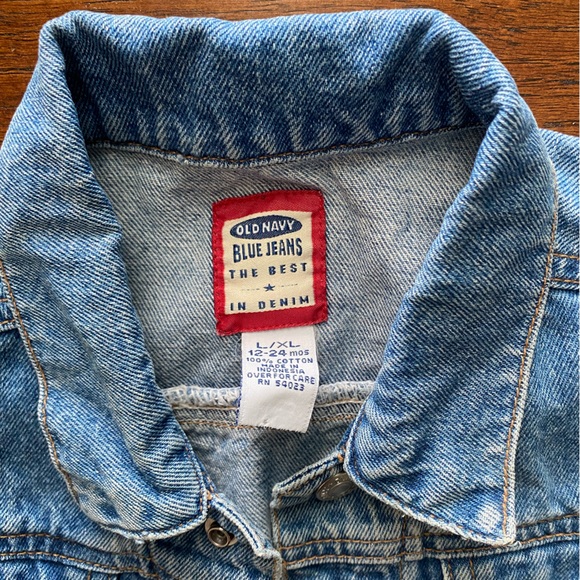 OLD NAVY
BLUE JEANS
THE BEST
IN DENIM
L/XL
12-24 mos
100% COTTON
MADE IN
INDONESIA
OVER FOR CARE
RN 54023